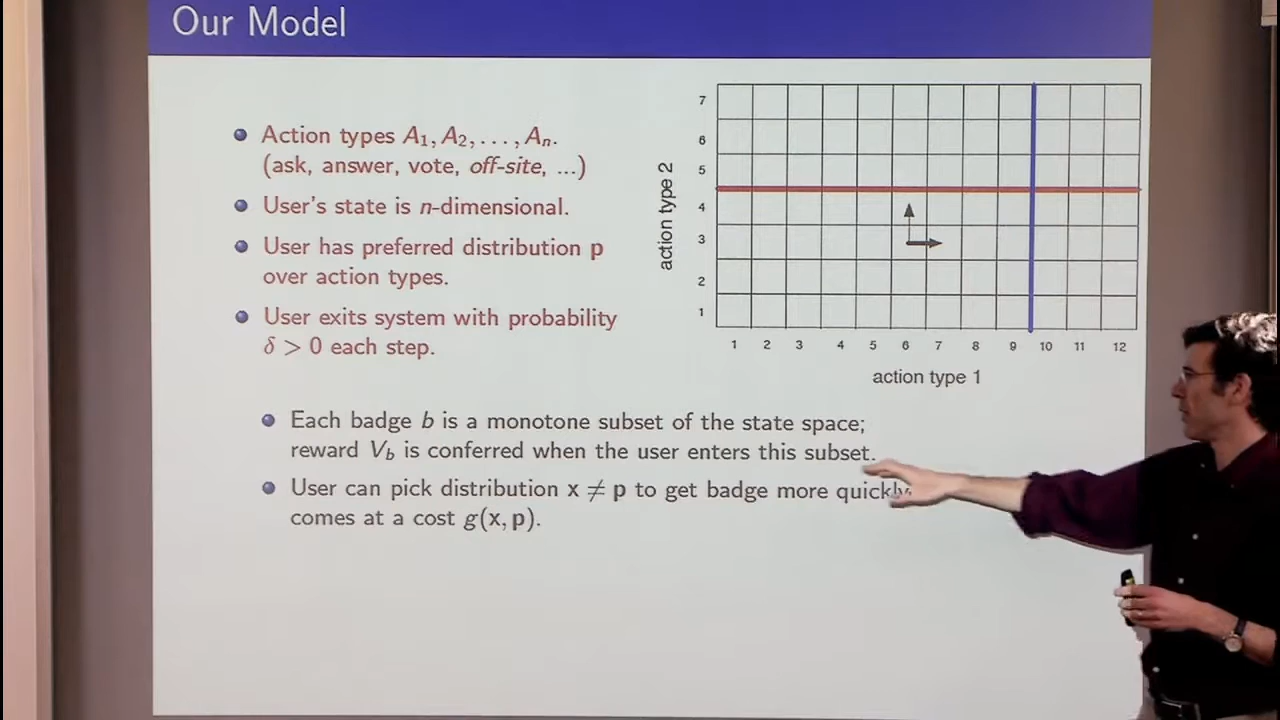 Our Model
Action types A₁, A₂, . . . , Aₙ.
(ask, answer, vote, off-site, ...)
User's state is n-dimensional.
User has preferred distribution p
over action types.
User exits system with probability
δ > 0 each step.
Each badge b is a monotone subset of the state space;
reward V_b is conferred when the user enters this subset.
User can pick distribution x ≠ p to get badge more quickly
comes at a cost g(x, p).
action type 2
7
6
5
4
3
2
1
1 2 3 4 5 6 7 8 9 10 11 12
action type 1